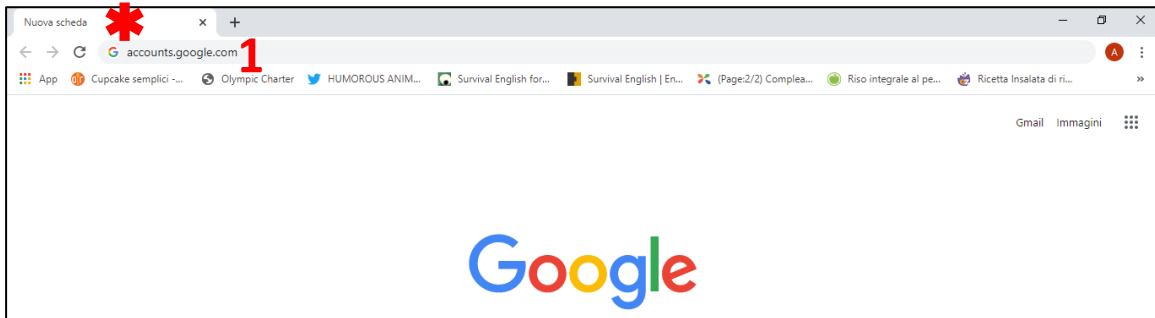 Nuova scheda
accounts.google.com 1
App Cupcake semplici -... Olympic Charter HUMOROUS ANIM... Survival English for... Survival English | En... (Page:2/2) Complea... Riso integrale al pe... Ricetta Insalata di ri... »
A
Gmail Immagini
Google